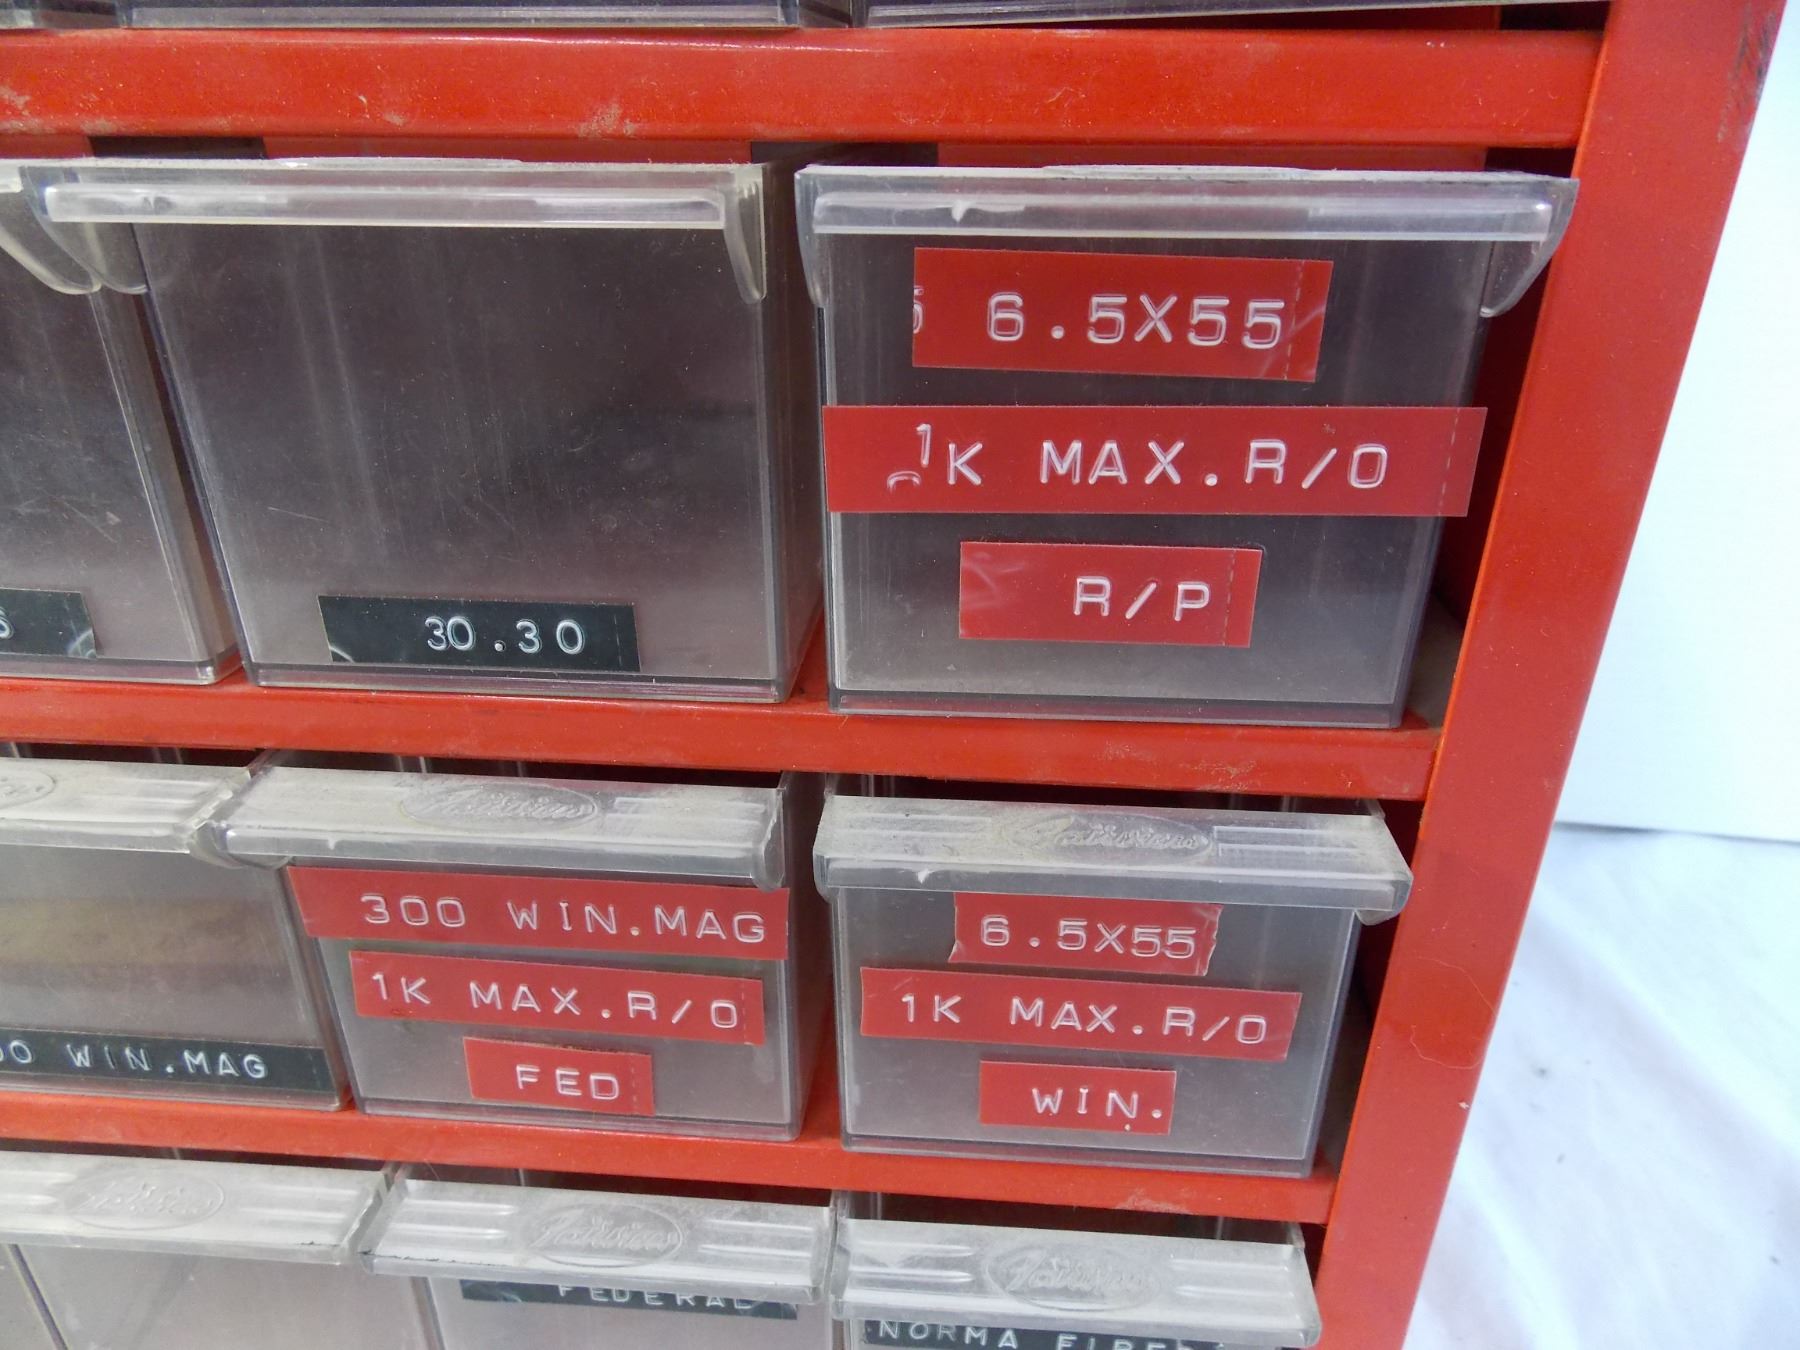 6.5X55
1K MAX.R/O
R/P
30.30
300 WIN.MAG
1K MAX.R/O
FED
6.5X55
1K MAX.R/O
WIN.
WIN.MAG
FEDERAL
NORMA